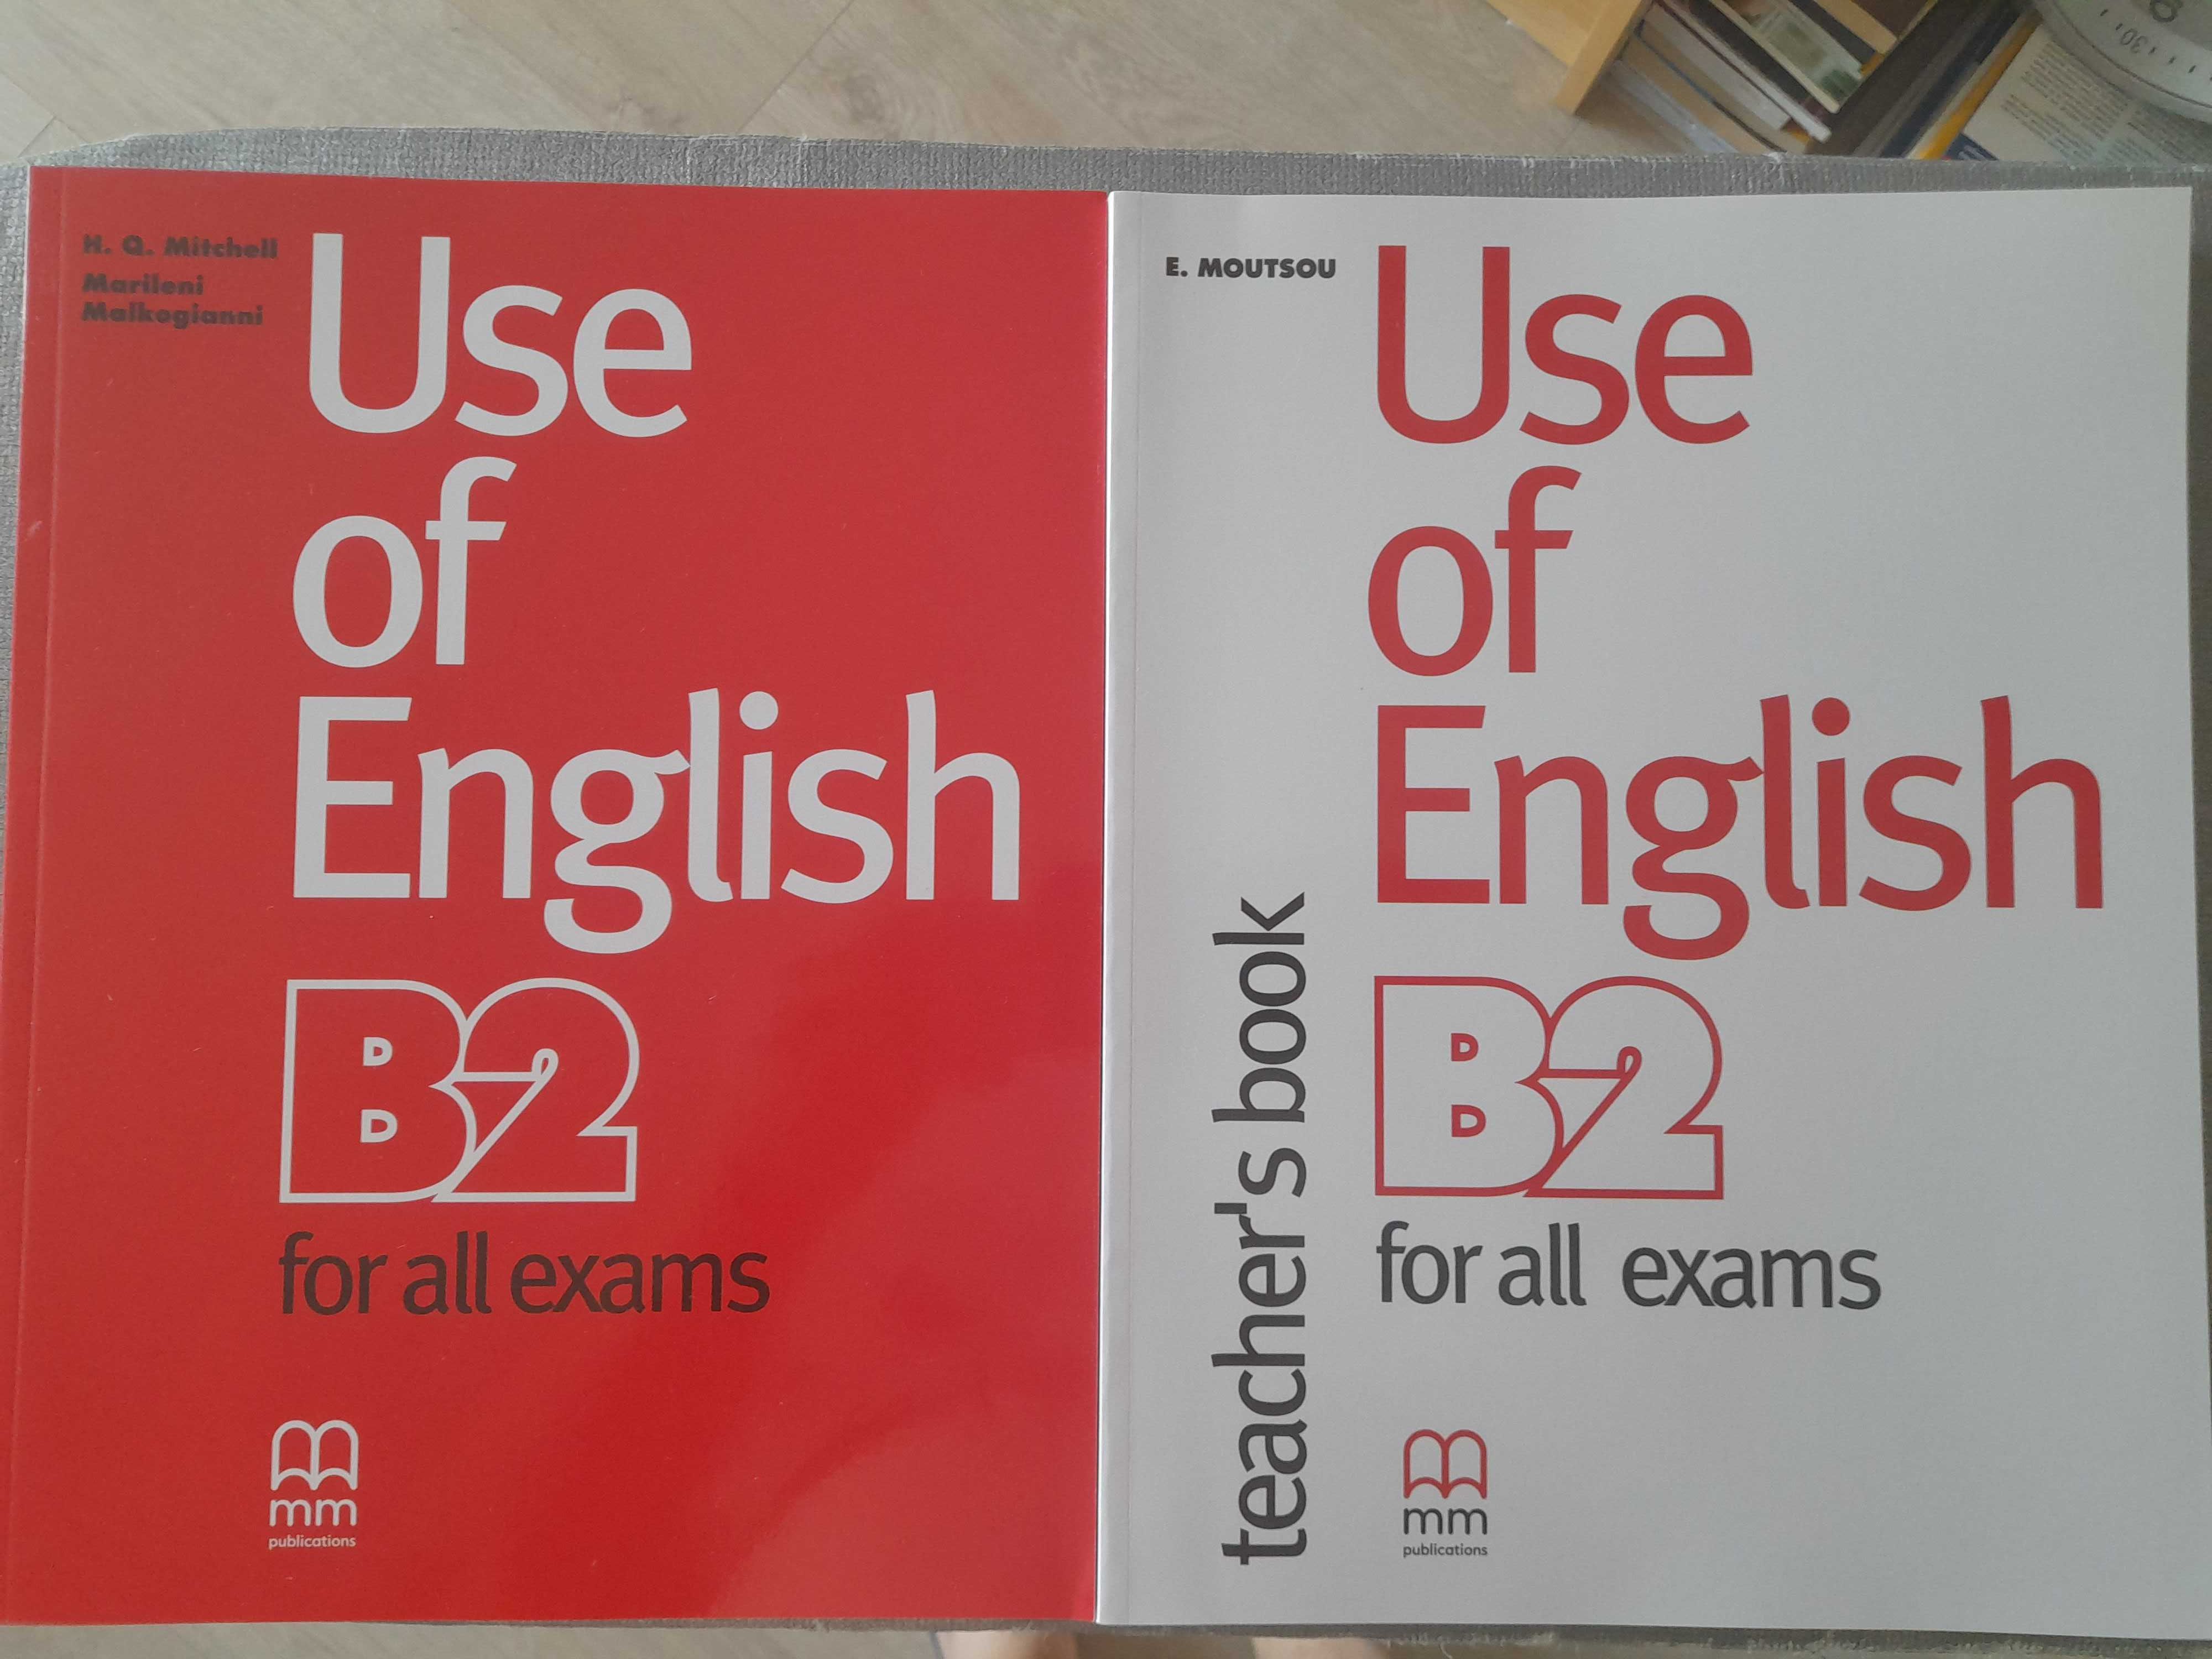 H. Q. Mitchell
Marileni
Malkogianni
Use
of
English
B2
for all exams
mm
publications
E. MOUTSOU
Use
of
English
B2
for all exams
teacher's book
mm
publications
130